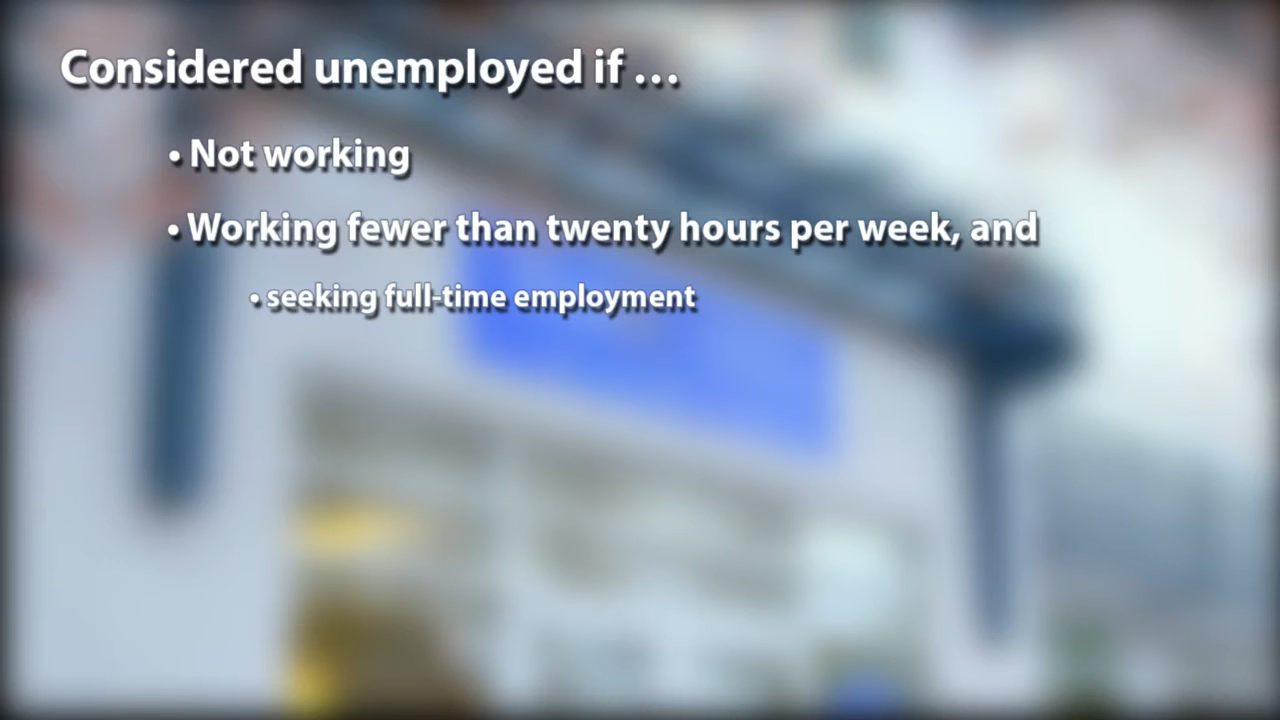 Considered unemployed if …
• Not working
• Working fewer than twenty hours per week, and
• seeking full-time employment